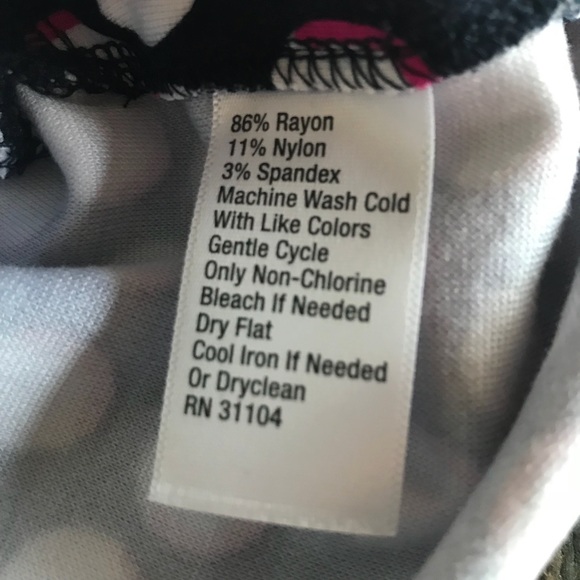 86% Rayon
11% Nylon
3% Spandex
Machine Wash Cold
With Like Colors
Gentle Cycle
Only Non-Chlorine
Bleach If Needed
Dry Flat
Cool Iron If Needed
Or Dryclean
RN 31104